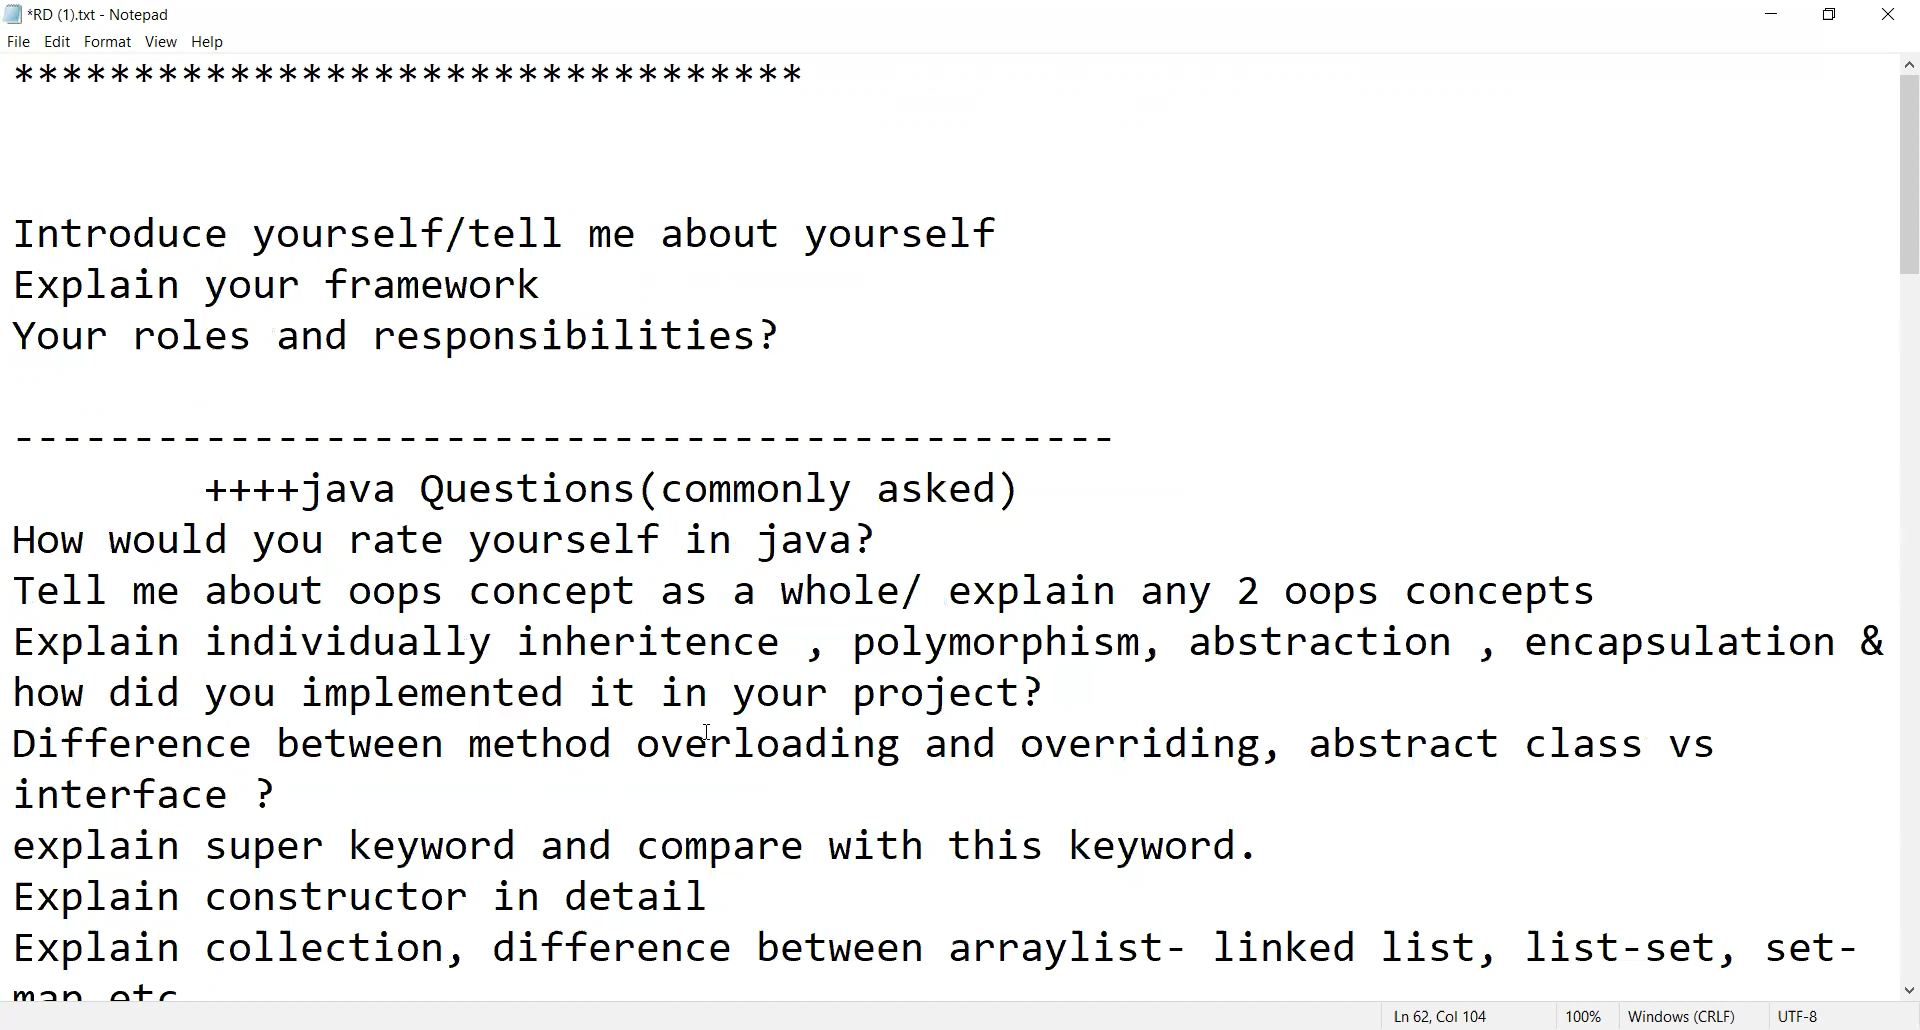 *RD (1).txt - Notepad
File Edit Format View Help
*********************************
Introduce yourself/tell me about yourself
Explain your framework
Your roles and responsibilities?
----------------------------------------------
++++java Questions(commonly asked)
How would you rate yourself in java?
Tell me about oops concept as a whole/ explain any 2 oops concepts
Explain individually inheritence , polymorphism, abstraction , encapsulation &
how did you implemented it in your project?
Difference between method overloading and overriding, abstract class vs
interface ?
explain super keyword and compare with this keyword.
Explain constructor in detail
Explain collection, difference between arraylist- linked list, list-set, set-
map etc
Ln 62, Col 104 100% Windows (CRLF) UTF-8